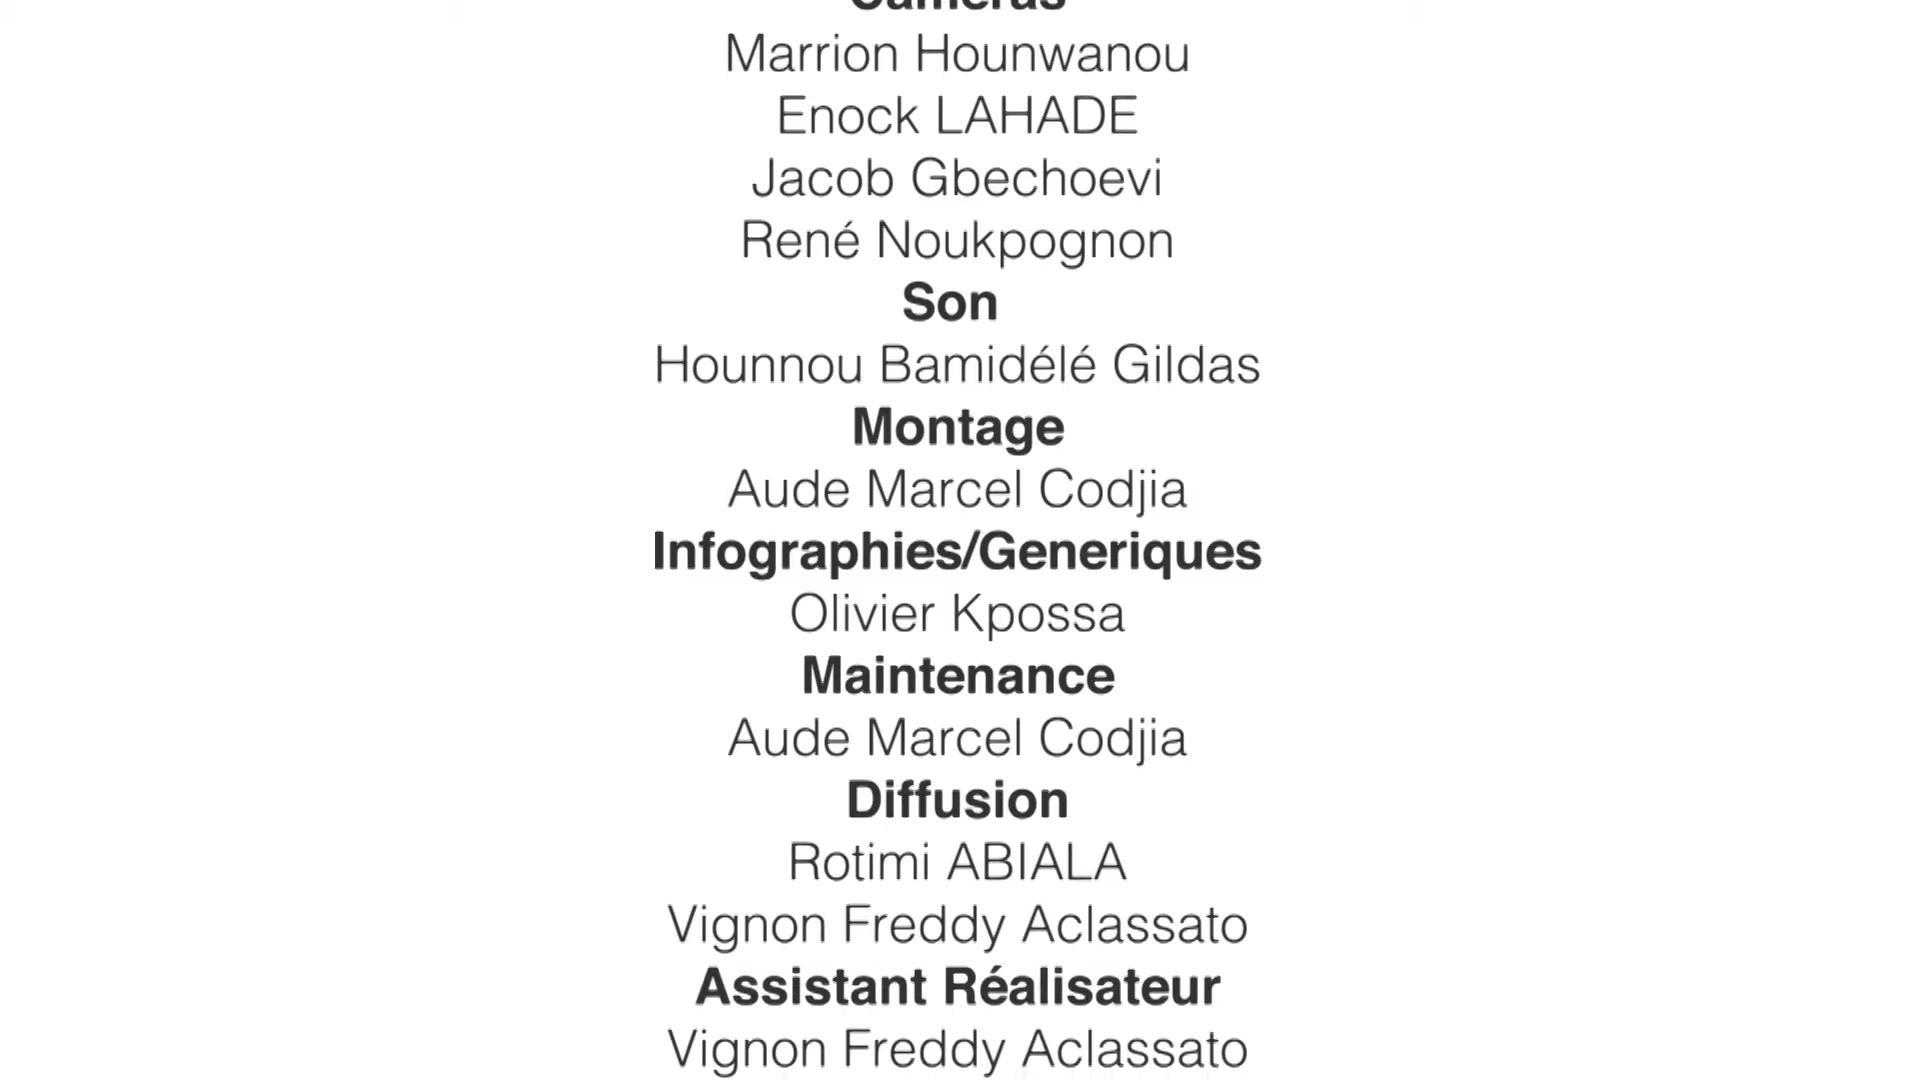 Cameras
Marrion Hounwanou
Enock LAHADE
Jacob Gbechoevi
René Noukpognon
Son
Hounnou Bamidélé Gildas
Montage
Aude Marcel Codjia
Infographies/Generiques
Olivier Kpossa
Maintenance
Aude Marcel Codjia
Diffusion
Rotimi ABIALA
Vignon Freddy Aclassato
Assistant Réalisateur
Vignon Freddy Aclassato